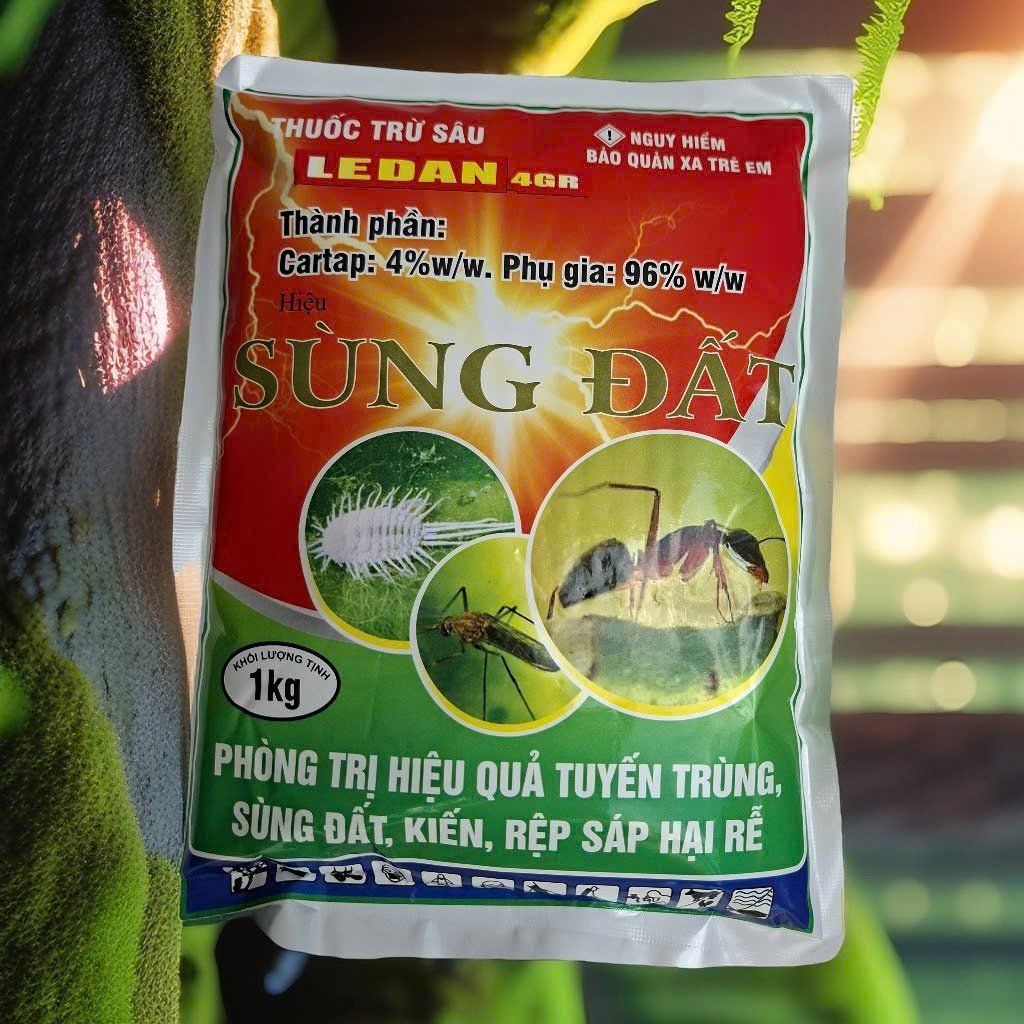 THUỐC TRỪ SÂU
LEDAN 4GR
NGUY HIỂM
BẢO QUẢN XA TRẺ EM
Thành phần:
Cartap: 4%w/w. Phụ gia: 96% w/w
Hiệu
SÙNG ĐẤT
KHỐI LƯỢNG TỊNH
1kg
PHÒNG TRỊ HIỆU QUẢ TUYẾN TRÙNG,
SÙNG ĐẤT, KIẾN, RỆP SÁP HẠI RỄ